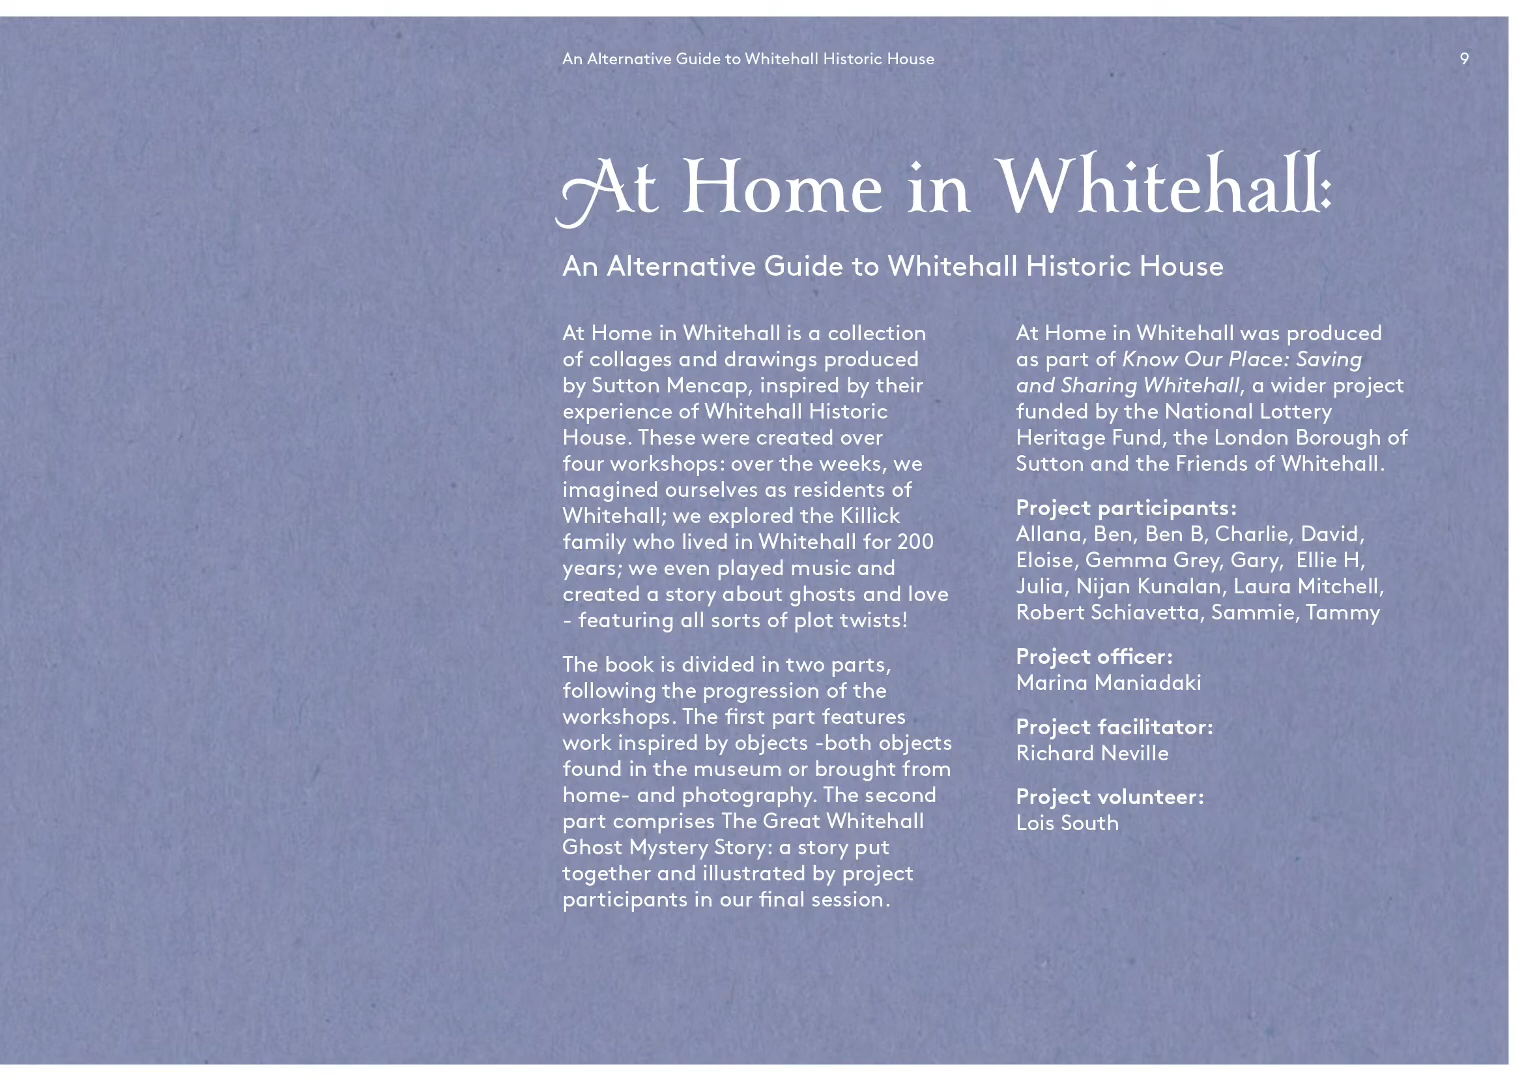 An Alternative Guide to Whitehall Historic House
9
At Home in Whitehall:
An Alternative Guide to Whitehall Historic House
At Home in Whitehall is a collection
of collages and drawings produced
by Sutton Mencap, inspired by their
experience of Whitehall Historic
House. These were created over
four workshops: over the weeks, we
imagined ourselves as residents of
Whitehall; we explored the Killick
family who lived in Whitehall for 200
years; we even played music and
created a story about ghosts and love
- featuring all sorts of plot twists!
The book is divided in two parts,
following the progression of the
workshops. The first part features
work inspired by objects -both objects
found in the museum or brought from
home- and photography. The second
part comprises The Great Whitehall
Ghost Mystery Story: a story put
together and illustrated by project
participants in our final session.
At Home in Whitehall was produced
as part of Know Our Place: Saving
and Sharing Whitehall, a wider project
funded by the National Lottery
Heritage Fund, the London Borough of
Sutton and the Friends of Whitehall.
Project participants:
Allana, Ben, Ben B, Charlie, David,
Eloise, Gemma Grey, Gary,  Ellie H,
Julia, Nijan Kunalan, Laura Mitchell,
Robert Schiavetta, Sammie, Tammy
Project officer:
Marina Maniadaki
Project facilitator:
Richard Neville
Project volunteer:
Lois South